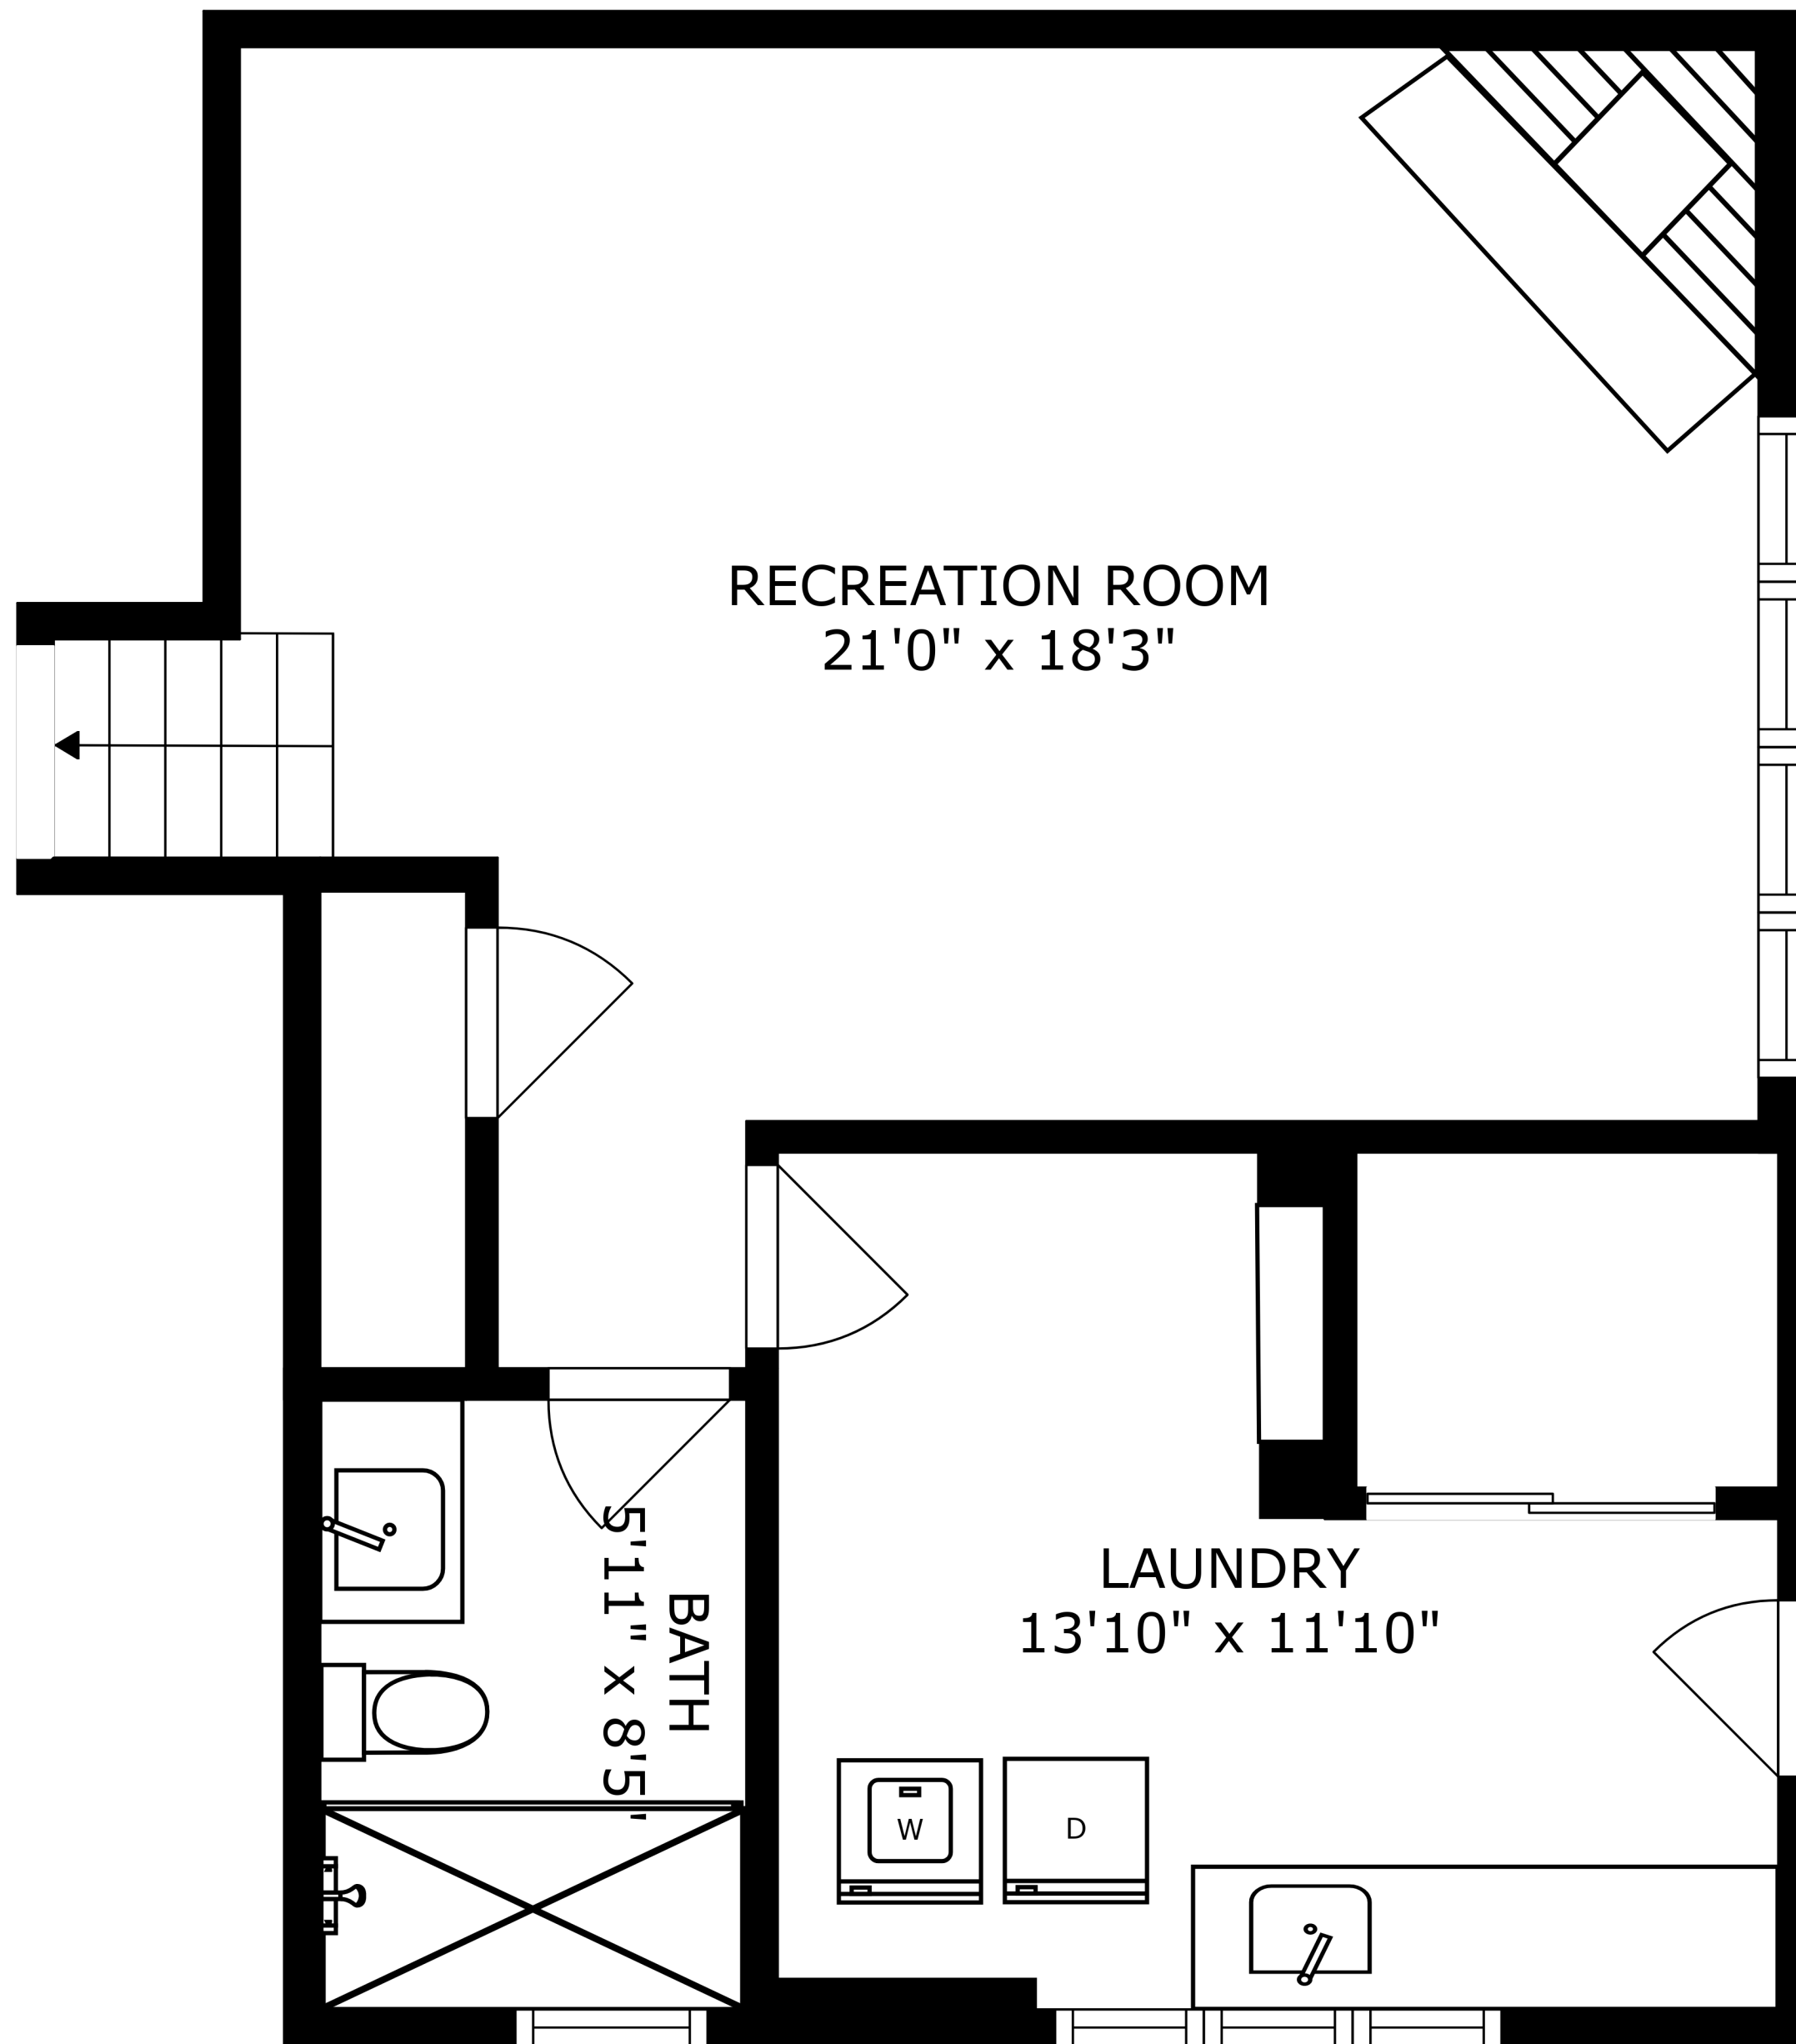 RECREATION ROOM
21'0" x 18'3"
LAUNDRY
13'10" x 11'10"
BATH
5'11" x 8'5"
W
D